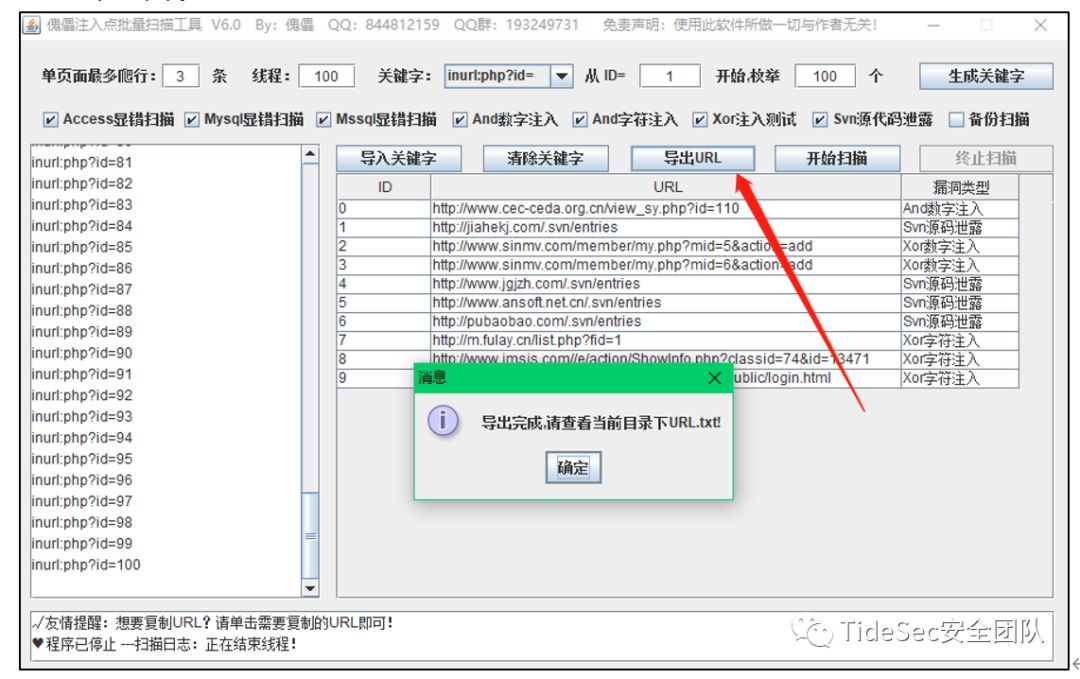 傀儡注入点批量扫描工具 V6.0 By: 傀儡 QQ: 844812159 QQ群: 193249731 免责声明: 使用此软件所做一切与作者无关!
单页面最多爬行: 3 条 线程: 100 关键字: inurl:php?id= 从 ID= 1 开始,枚举 100 个 生成关键字
Access显错扫描 Mysql显错扫描 Mssql显错扫描 And数字注入 And字符注入 Xor注入测试 Svn源代码泄露 备份扫描
导入关键字 清除关键字 导出URL 开始扫描 终止扫描
inurl:php?id=81
inurl:php?id=82
inurl:php?id=83
inurl:php?id=84
inurl:php?id=85
inurl:php?id=86
inurl:php?id=87
inurl:php?id=88
inurl:php?id=89
inurl:php?id=90
inurl:php?id=91
inurl:php?id=92
inurl:php?id=93
inurl:php?id=94
inurl:php?id=95
inurl:php?id=96
inurl:php?id=97
inurl:php?id=98
inurl:php?id=99
inurl:php?id=100
ID URL 漏洞类型
0 http://www.cec-ceda.org.cn/view_sy.php?id=110 And数字注入
1 http://jiahekj.com/.svn/entries Svn源码泄露
2 http://www.sinmv.com/member/my.php?mid=5&action=add Xor数字注入
3 http://www.sinmv.com/member/my.php?mid=6&action=add Xor数字注入
4 http://www.jgjzh.com/.svn/entries Svn源码泄露
5 http://www.ansoft.net.cn/.svn/entries Svn源码泄露
6 http://pubaobao.com/.svn/entries Svn源码泄露
7 http://m.fulay.cn/list.php?fid=1 Xor字符注入
8 http://www.imsis.com//e/action/ShowInfo.php?classid=74&id=13471 Xor字符注入
9 ublic/login.html Xor字符注入
消息
导出完成,请查看当前目录下URL.txt!
确定
√友情提醒: 想要复制URL? 请单击需要复制的URL即可!
♥程序已停止 ---扫描日志: 正在结束线程!
TideSec安全团队